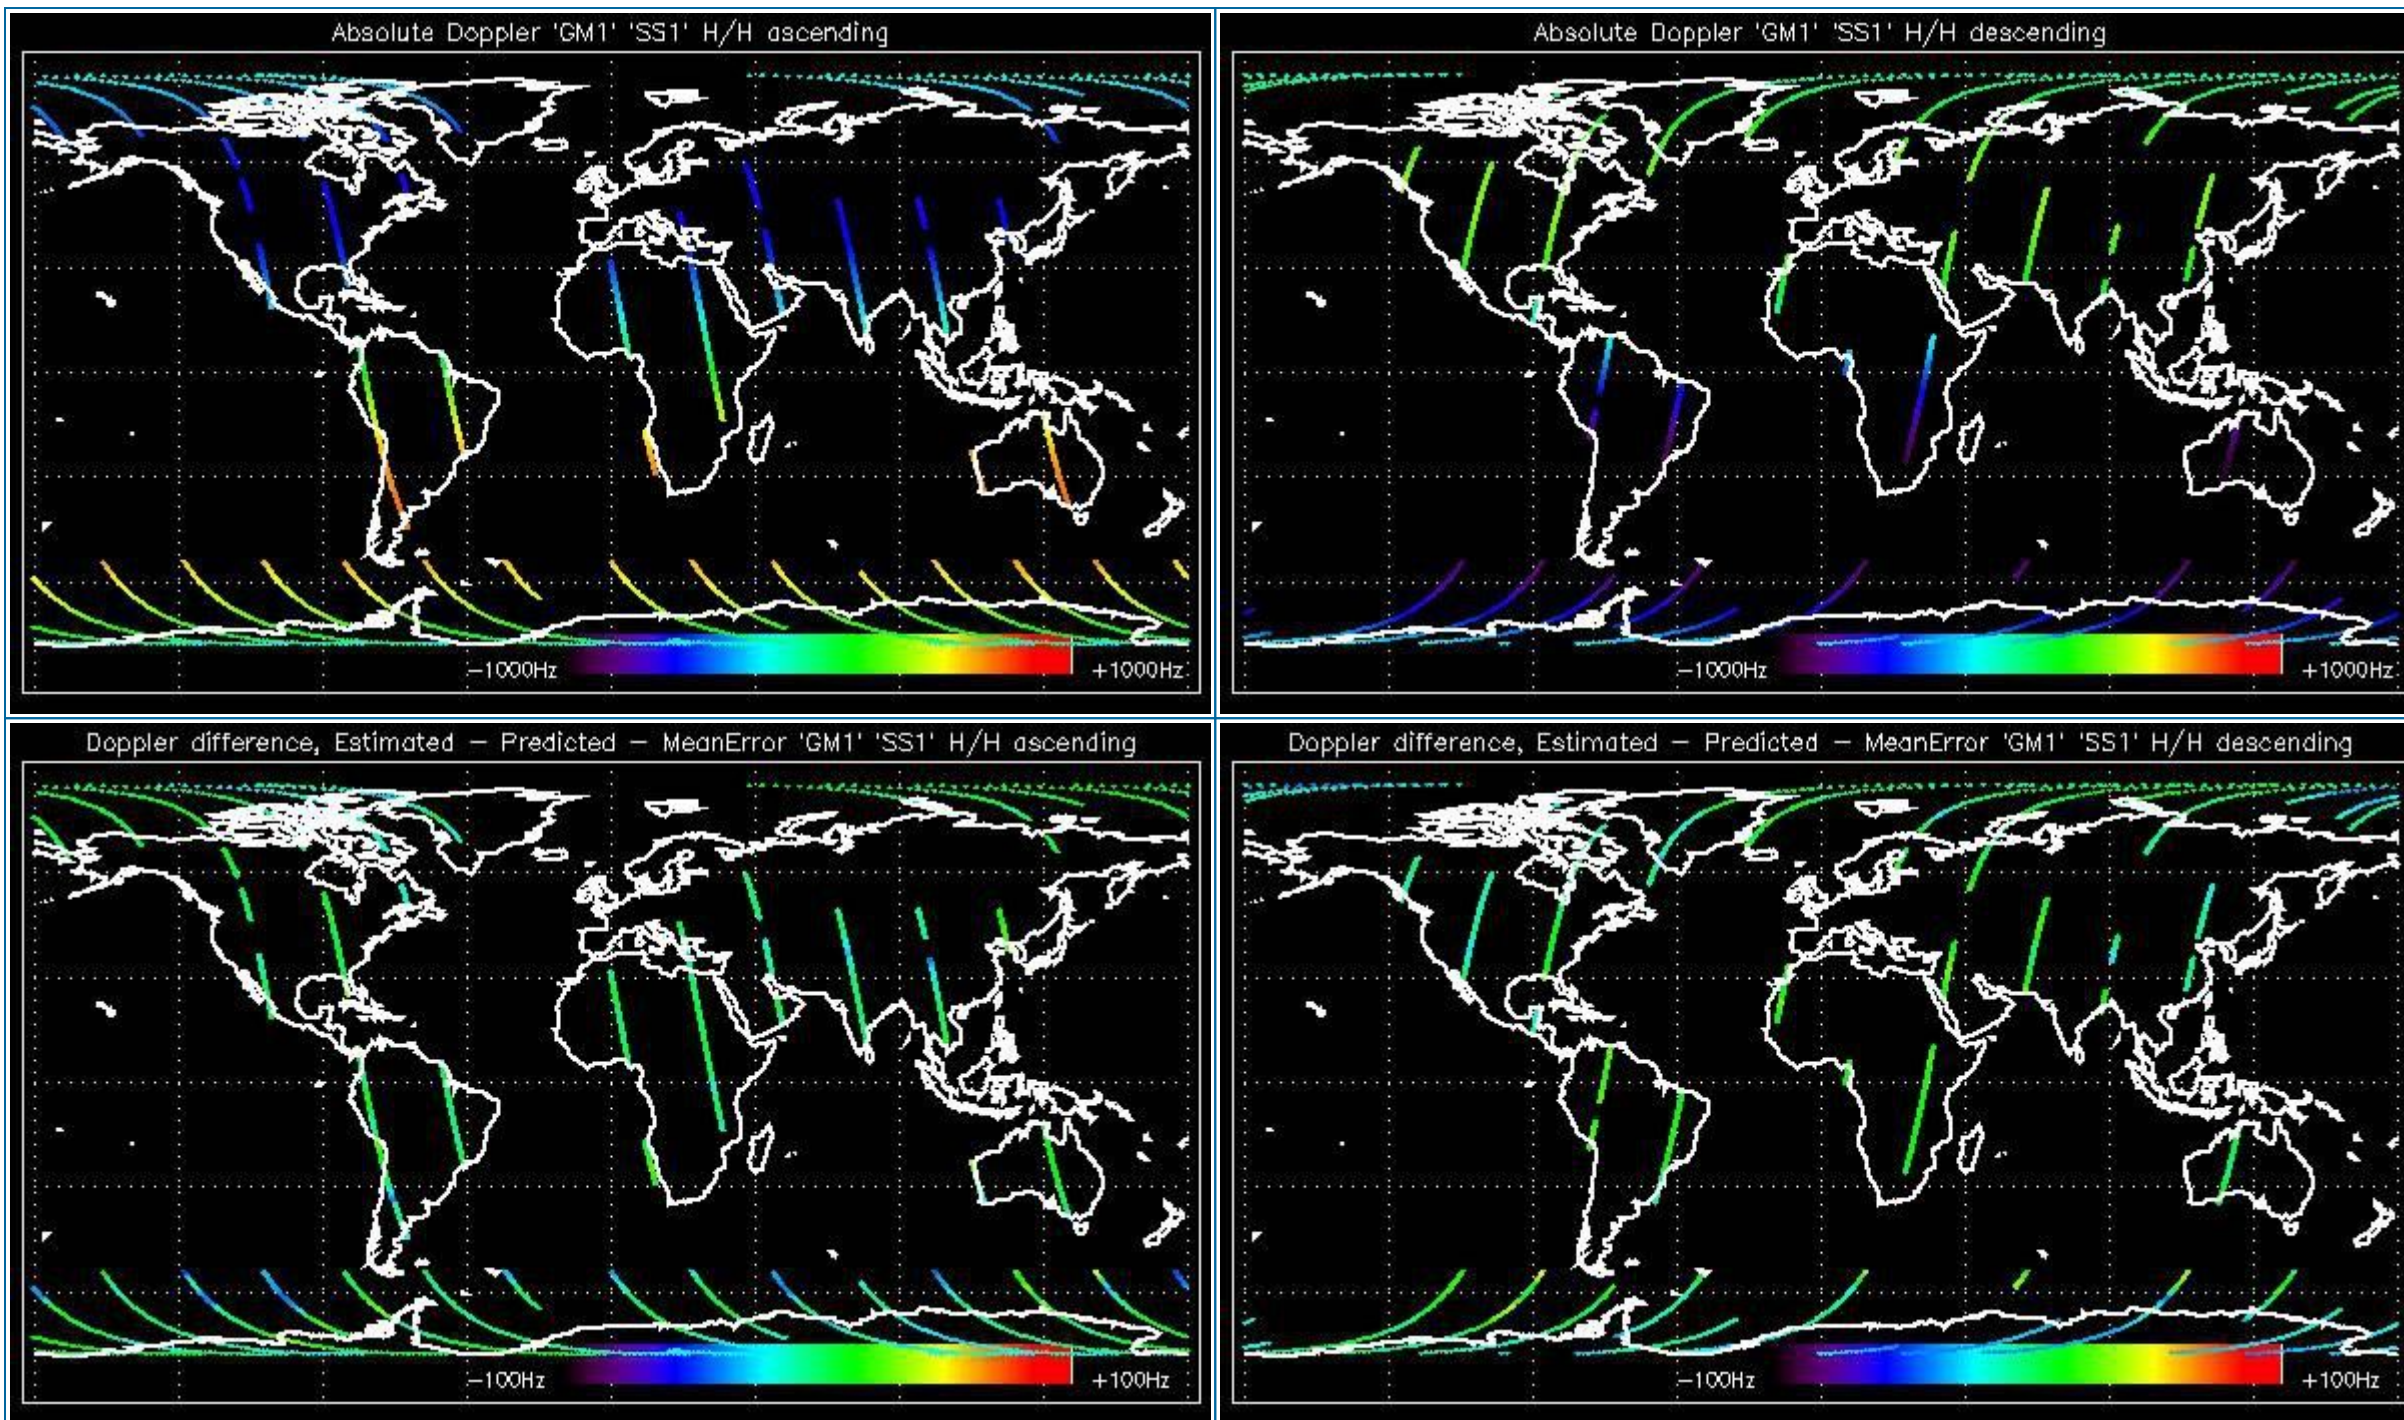 Absolute Doppler 'GM1' 'SS1' H/H ascending
-1000Hz
+1000Hz
Absolute Doppler 'GM1' 'SS1' H/H descending
-1000Hz
+1000Hz
Doppler difference, Estimated - Predicted - MeanError 'GM1' 'SS1' H/H ascending
-100Hz
+100Hz
Doppler difference, Estimated - Predicted - MeanError 'GM1' 'SS1' H/H descending
-100Hz
+100Hz